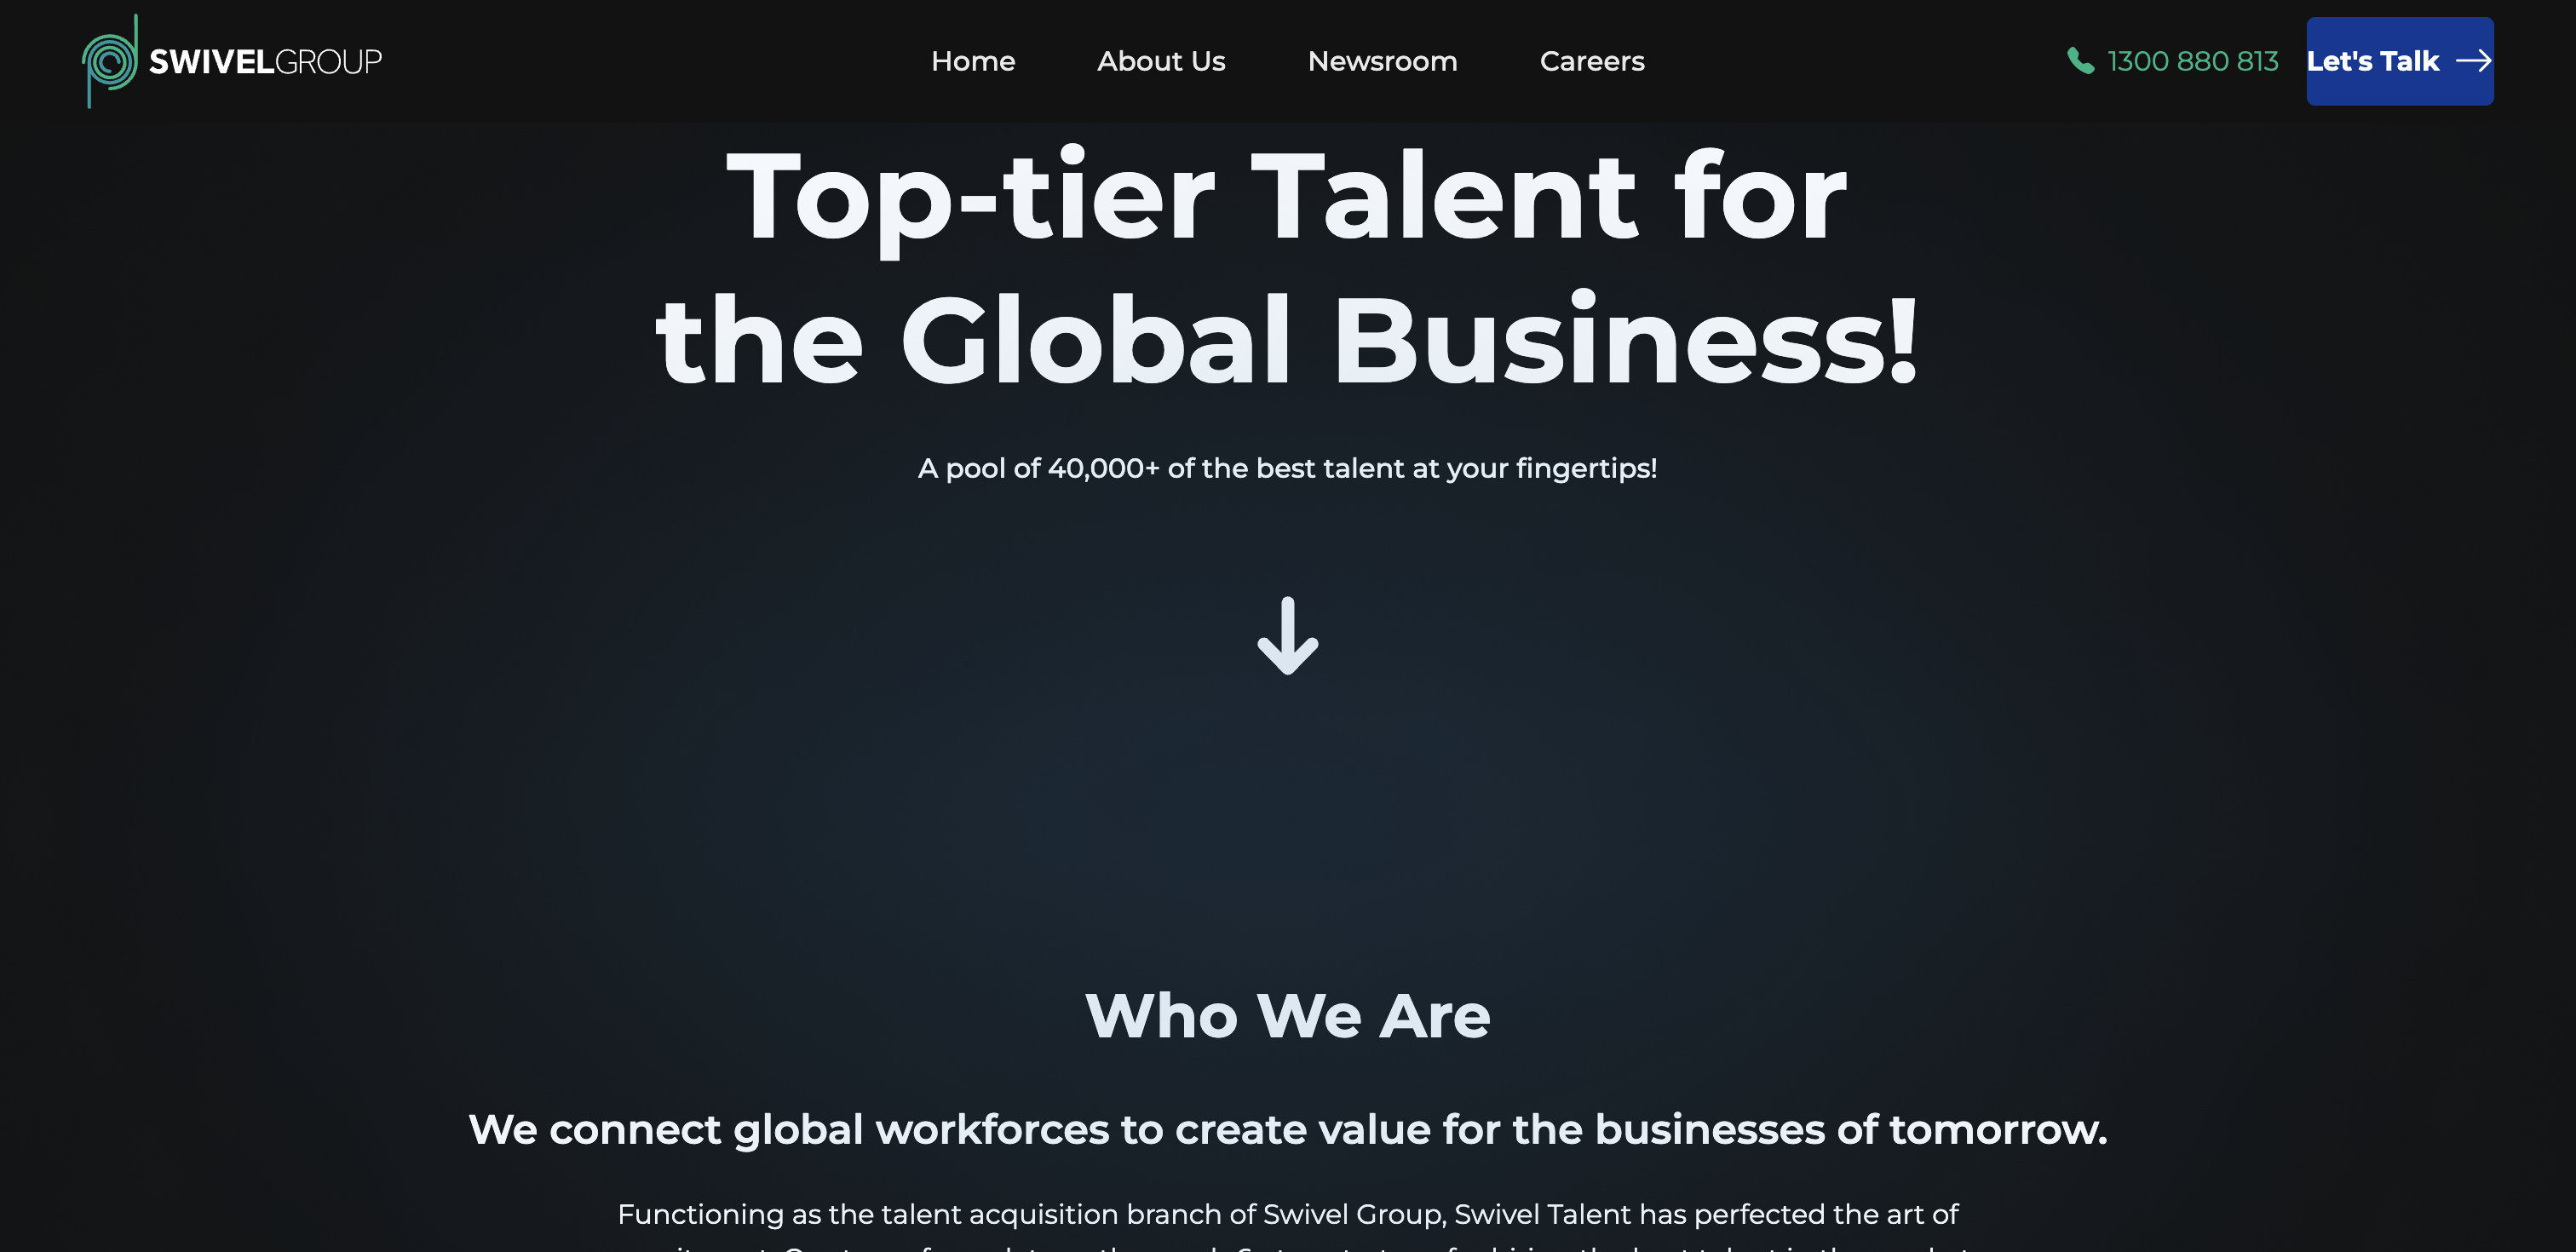 SWIVELGROUP
Home
About Us
Newsroom
Careers
1300 880 813
Let's Talk
Top-tier Talent for
the Global Business!
A pool of 40,000+ of the best talent at your fingertips!
Who We Are
We connect global workforces to create value for the businesses of tomorrow.
Functioning as the talent acquisition branch of Swivel Group, Swivel Talent has perfected the art of